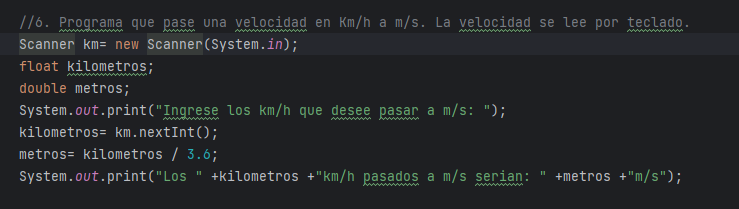 //6. Programa que pase una velocidad en Km/h a m/s. La velocidad se lee por teclado.
Scanner km= new Scanner(System.in);
float kilometros;
double metros;
System.out.print("Ingrese los km/h que desee pasar a m/s: ");
kilometros= km.nextInt();
metros= kilometros / 3.6;
System.out.print("Los " +kilometros +"km/h pasados a m/s serian: " +metros +"m/s");